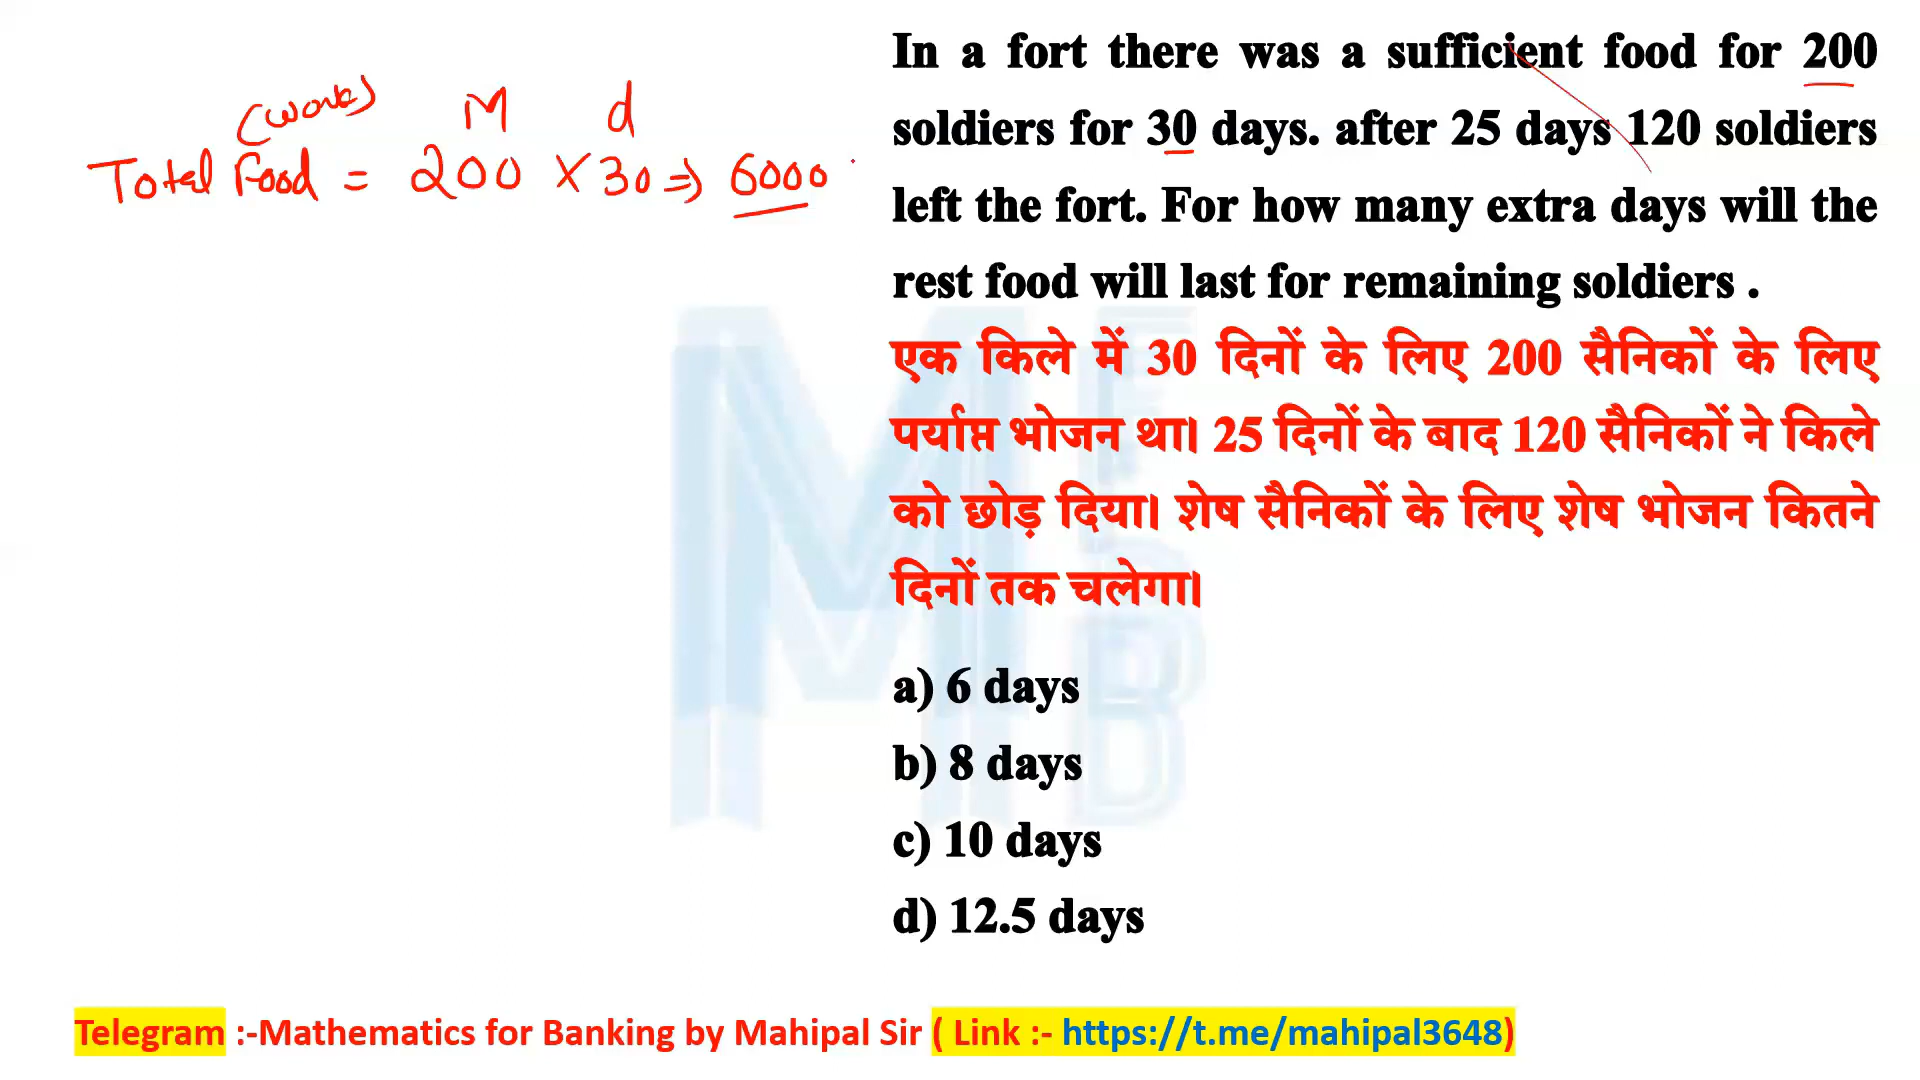 (work) M d
Total Food = 200 × 30 ⇒ 6000
In a fort there was a sufficient food for 200
soldiers for 30 days. after 25 days 120 soldiers
left the fort. For how many extra days will the
rest food will last for remaining soldiers .
एक किले में 30 दिनों के लिए 200 सैनिकों के लिए
पर्याप्त भोजन था। 25 दिनों के बाद 120 सैनिकों ने किले
को छोड़ दिया। शेष सैनिकों के लिए शेष भोजन कितने
दिनों तक चलेगा।
a) 6 days
b) 8 days
c) 10 days
d) 12.5 days
Telegram :-Mathematics for Banking by Mahipal Sir ( Link :- https://t.me/mahipal3648)